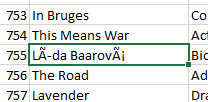 753 In Bruges Co
754 This Means War Act
755 LÃ-da BaarovÃ¡ Bio
756 The Road Ad
757 Lavender Dra